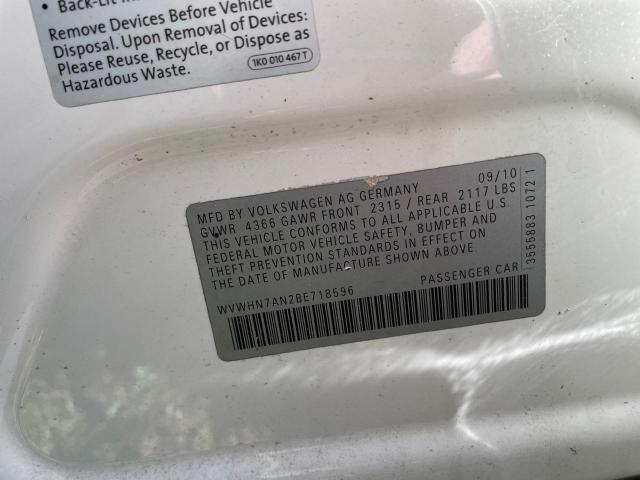 • Back-Lit
Remove Devices Before Vehicle
Disposal. Upon Removal of Devices:
Please Reuse, Recycle, or Dispose as
Hazardous Waste.
1K0 010 467 T
MFD BY VOLKSWAGEN AG GERMANY 09/10
GVWR 4366 GAWR FRONT 2315 / REAR 2117 LBS
THIS VEHICLE CONFORMS TO ALL APPLICABLE U.S.
FEDERAL MOTOR VEHICLE SAFETY, BUMPER AND
THEFT PREVENTION STANDARDS IN EFFECT ON
THE DATE OF MANUFACTURE SHOWN ABOVE.
WVWHN7AN2BE718596 PASSENGER CAR
3555883 1072 1